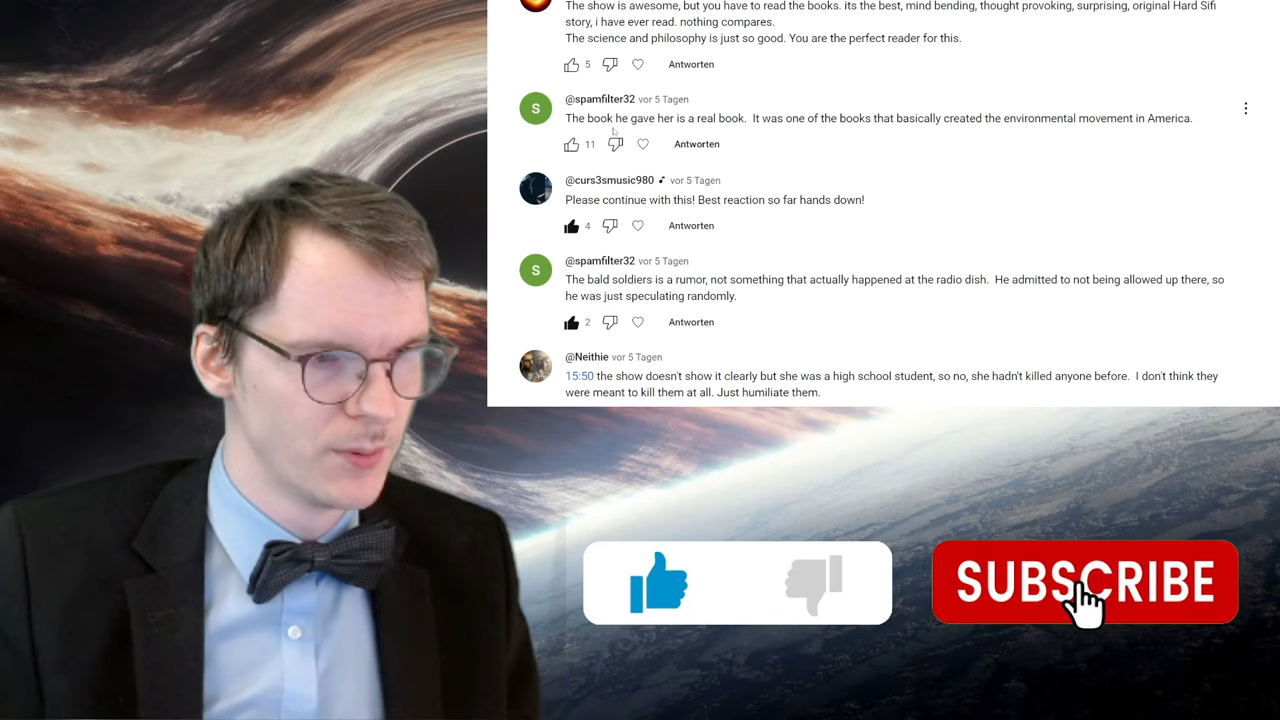 The show is awesome, but you have to read the books. its the best, mind bending, thought provoking, surprising, original Hard Sifi
story, i have ever read. nothing compares.
The science and philosophy is just so good. You are the perfect reader for this.
5 Antworten
S @spamfilter32 vor 5 Tagen
The book he gave her is a real book. It was one of the books that basically created the environmental movement in America.
11 Antworten
@curs3smusic980 vor 5 Tagen
Please continue with this! Best reaction so far hands down!
4 Antworten
S @spamfilter32 vor 5 Tagen
The bald soldiers is a rumor, not something that actually happened at the radio dish. He admitted to not being allowed up there, so
he was just speculating randomly.
2 Antworten
@Neithie vor 5 Tagen
15:50 the show doesn't show it clearly but she was a high school student, so no, she hadn't killed anyone before. I don't think they
were meant to kill them at all. Just humiliate them.
SUBSCRIBE